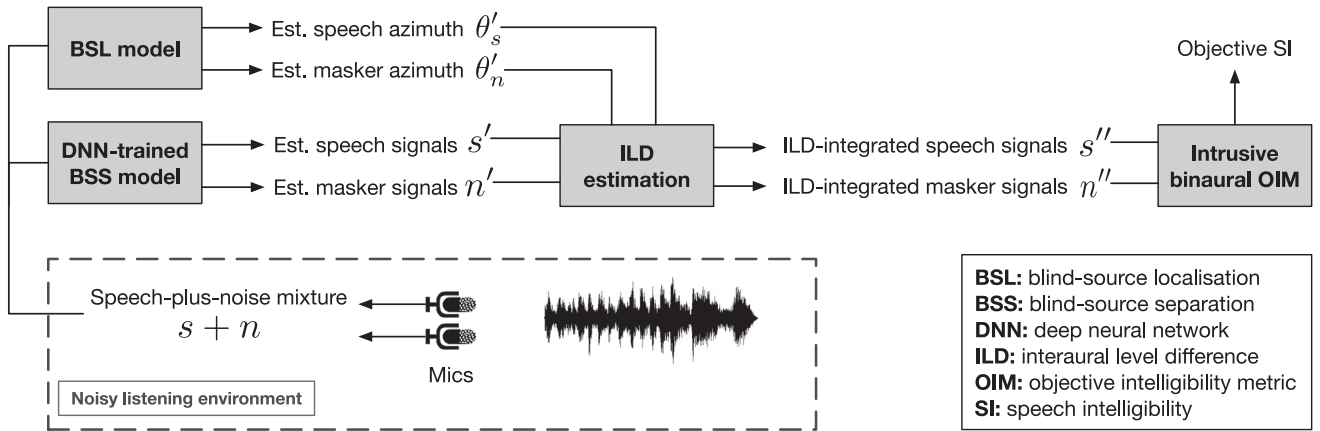 BSL model
Est. speech azimuth θ′ₛ
Est. masker azimuth θ′ₙ
DNN-trained
BSS model
Est. speech signals s′
Est. masker signals n′
ILD
estimation
ILD-integrated speech signals s″
ILD-integrated masker signals n″
Objective SI
Intrusive
binaural OIM
Speech-plus-noise mixture
s + n
Mics
Noisy listening environment
BSL: blind-source localisation
BSS: blind-source separation
DNN: deep neural network
ILD: interaural level difference
OIM: objective intelligibility metric
SI: speech intelligibility